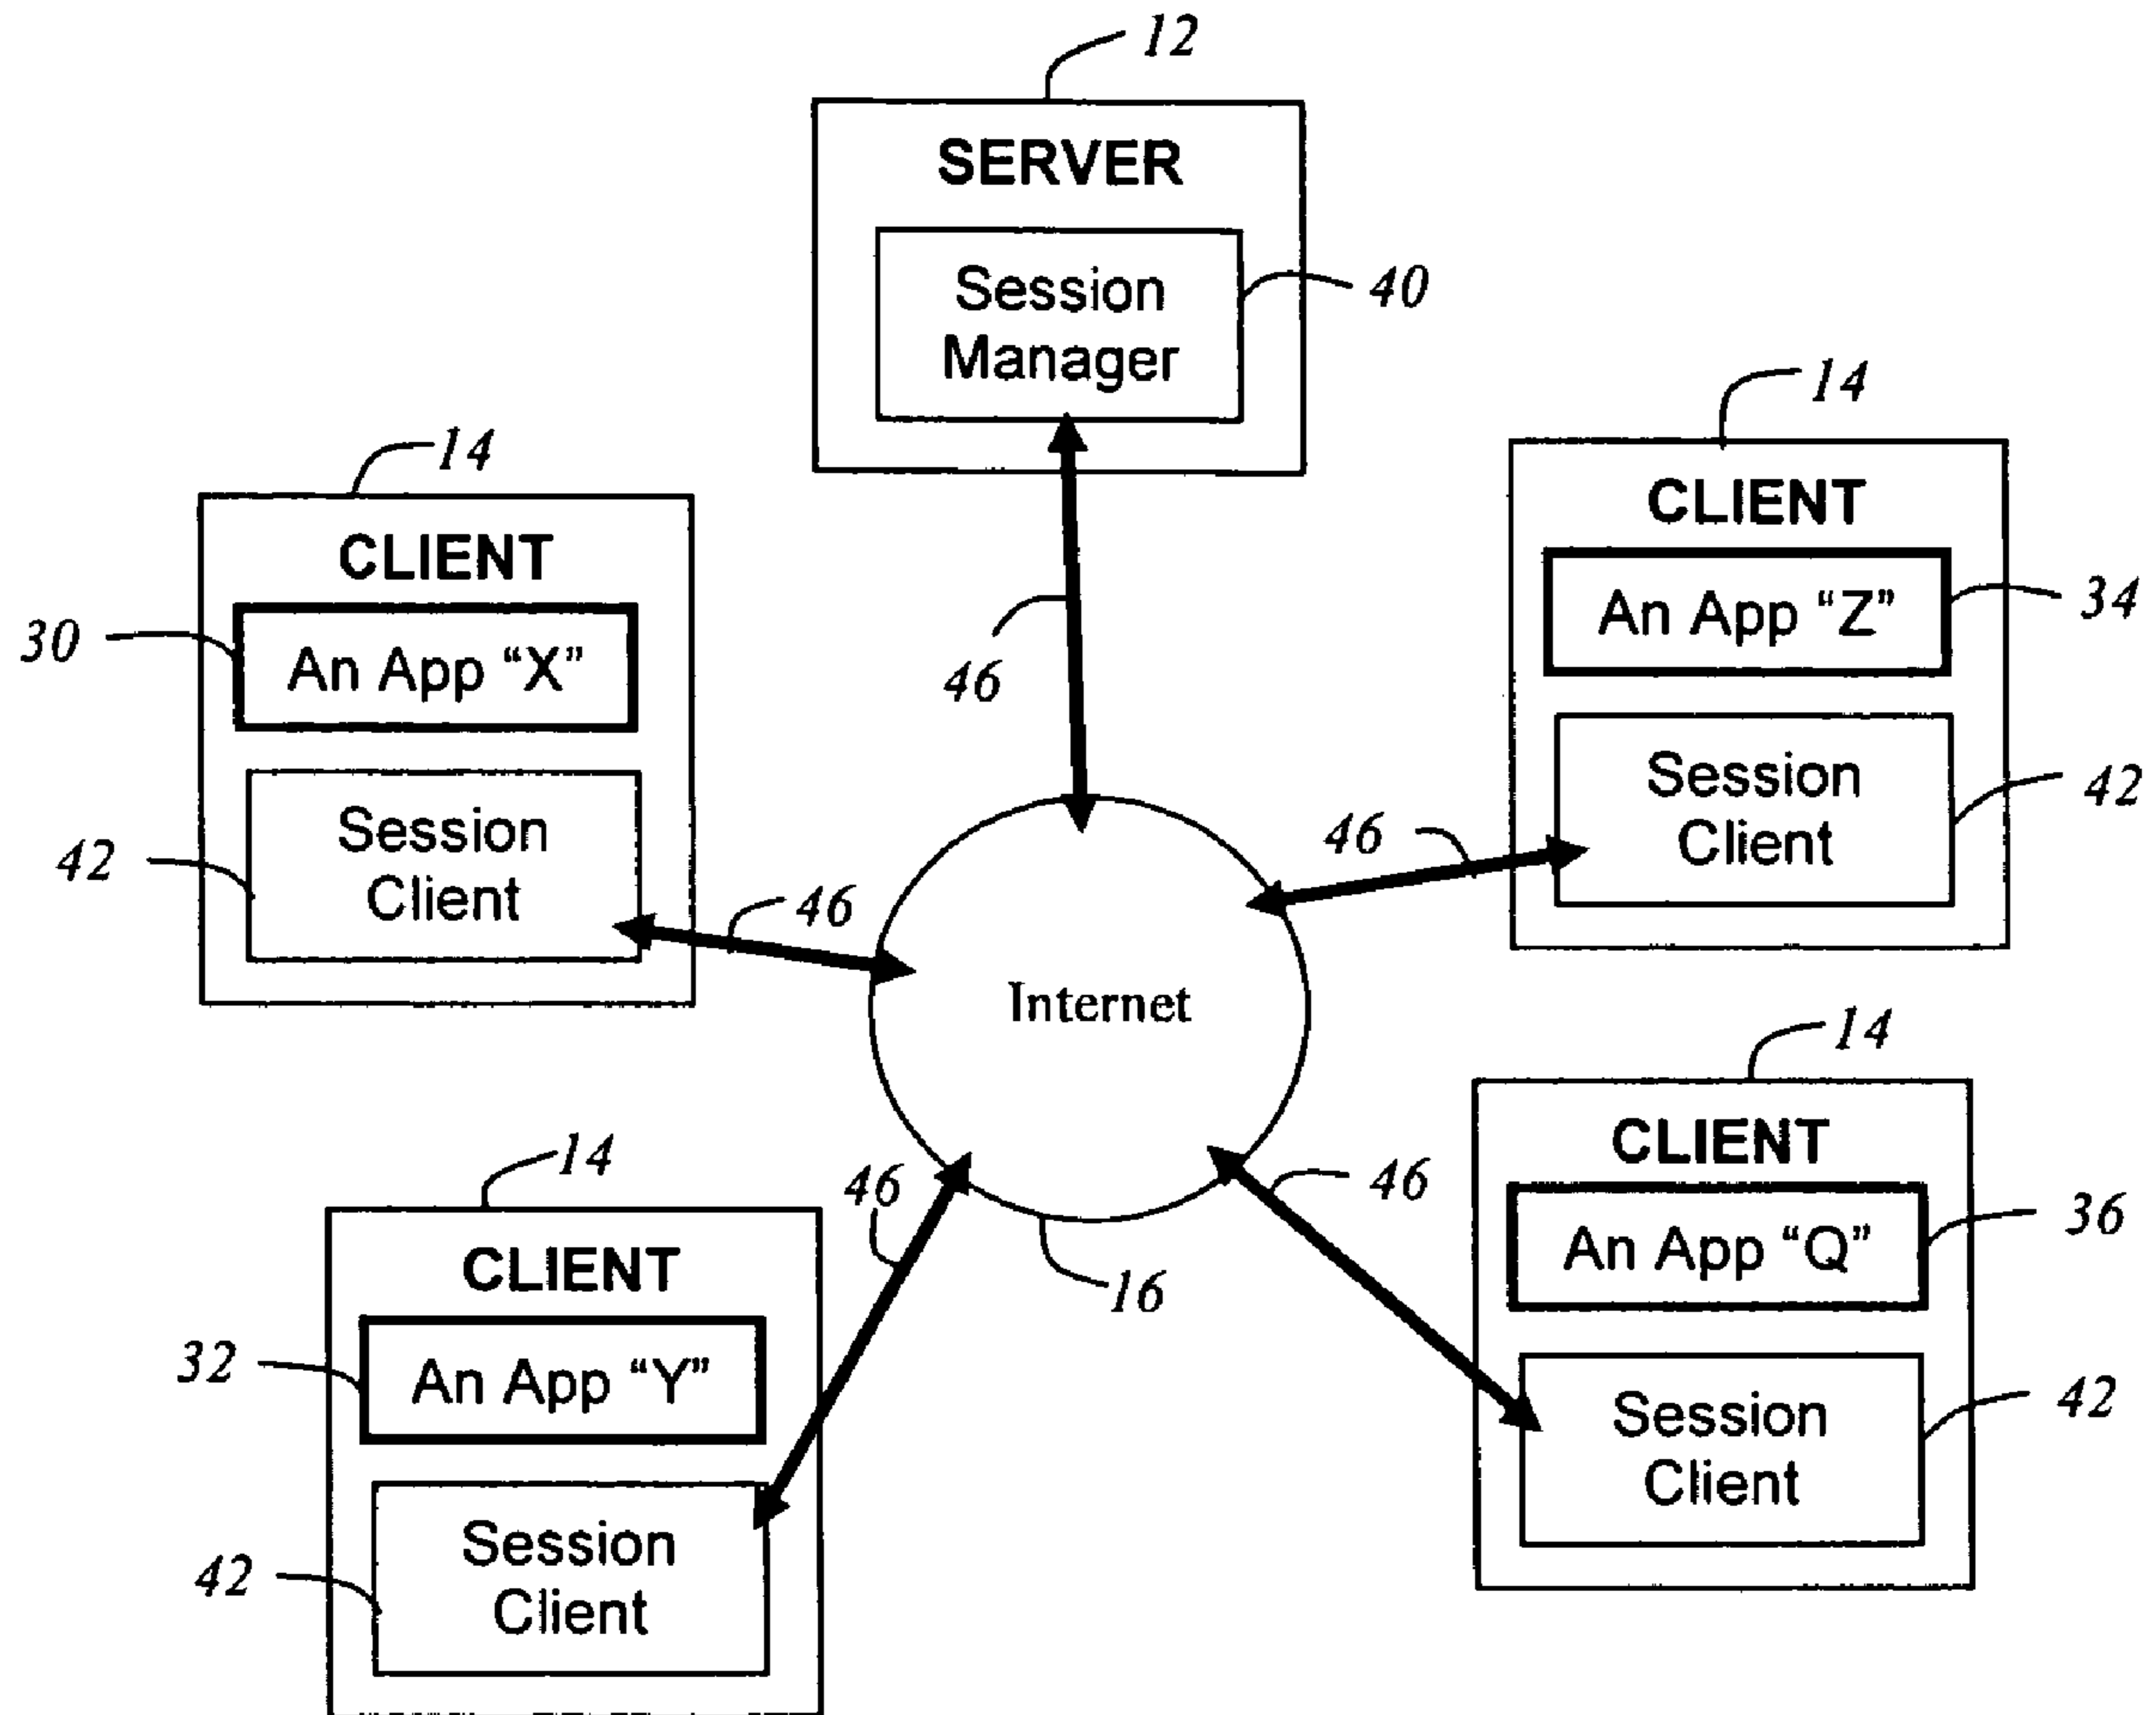 12
SERVER
Session
Manager
40
14
CLIENT
30
An App “X”
42
Session
Client
46
46
14
CLIENT
An App “Z”
34
Session
Client
42
46
Internet
16
14
CLIENT
32
An App “Y”
42
Session
Client
46
14
CLIENT
An App “Q”
36
Session
Client
42
46